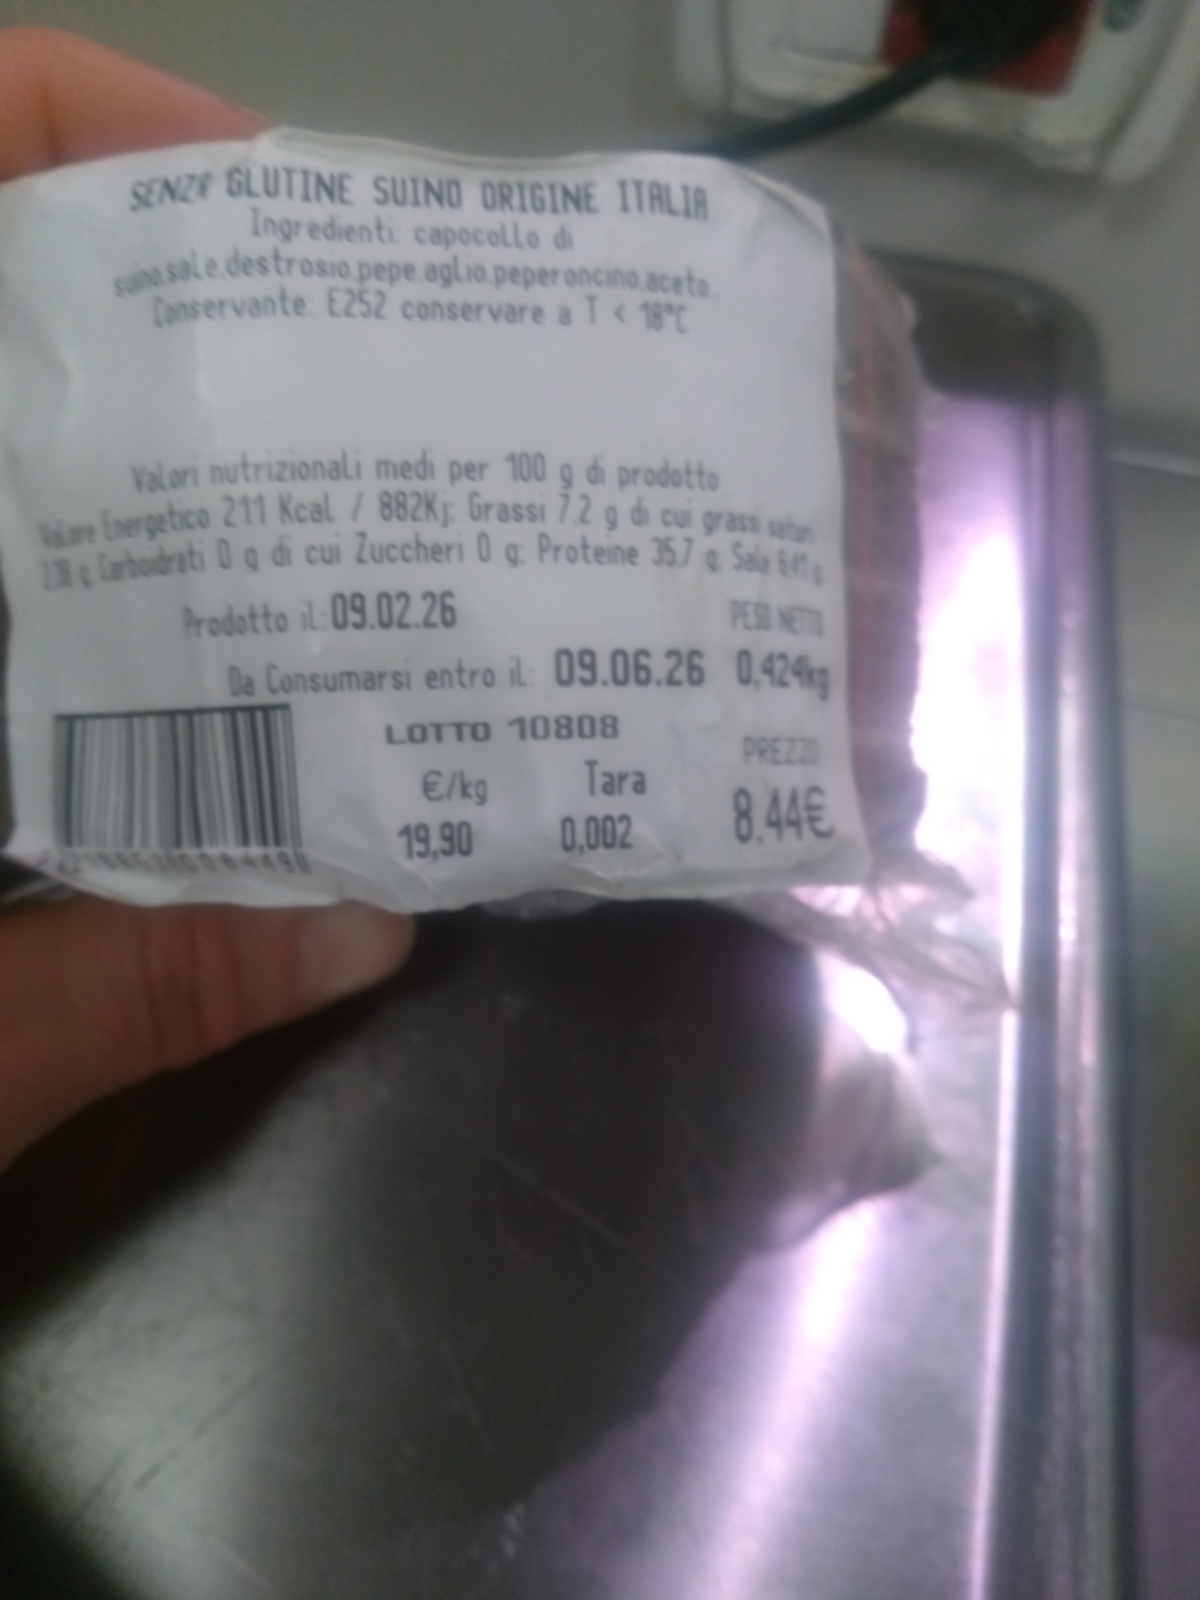 SENZA GLUTINE SUINO ORIGINE ITALIA
Ingredienti: capocollo di
suino,sale,destrosio,pepe,aglio,peperoncino,aceto.
Conservante: E252 conservare a T < 18°C
Valori nutrizionali medi per 100 g di prodotto
Valore Energetico 211 Kcal / 882Kj; Grassi 7.2 g di cui grassi saturi
g Carboidrati 0 g di cui Zuccheri 0 g; Proteine 35.7 g; Sale 6.41 g
Prodotto il: 09.02.26
PESO NETTO
Da Consumarsi entro il: 09.06.26 0,424kg
LOTTO 10808
PREZZO
€/kg Tara
19,90 0,002 8.44€